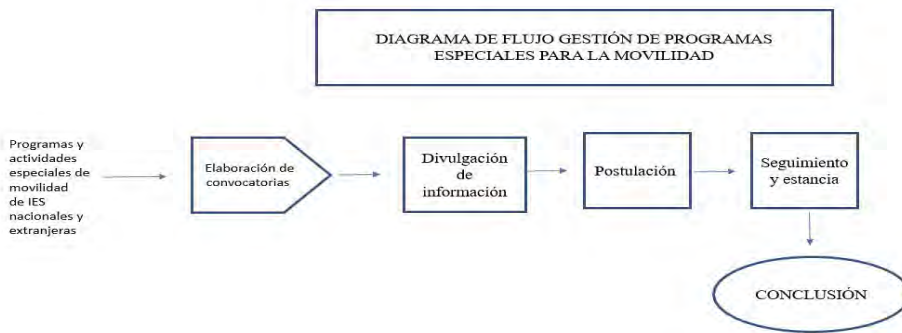 DIAGRAMA DE FLUJO GESTIÓN DE PROGRAMAS
ESPECIALES PARA LA MOVILIDAD
Programas y
actividades
especiales de
movilidad
de IES
nacionales y
extranjeras
Elaboración de
convocatorias
Divulgación
de
información
Postulación
Seguimiento
y estancia
CONCLUSIÓN